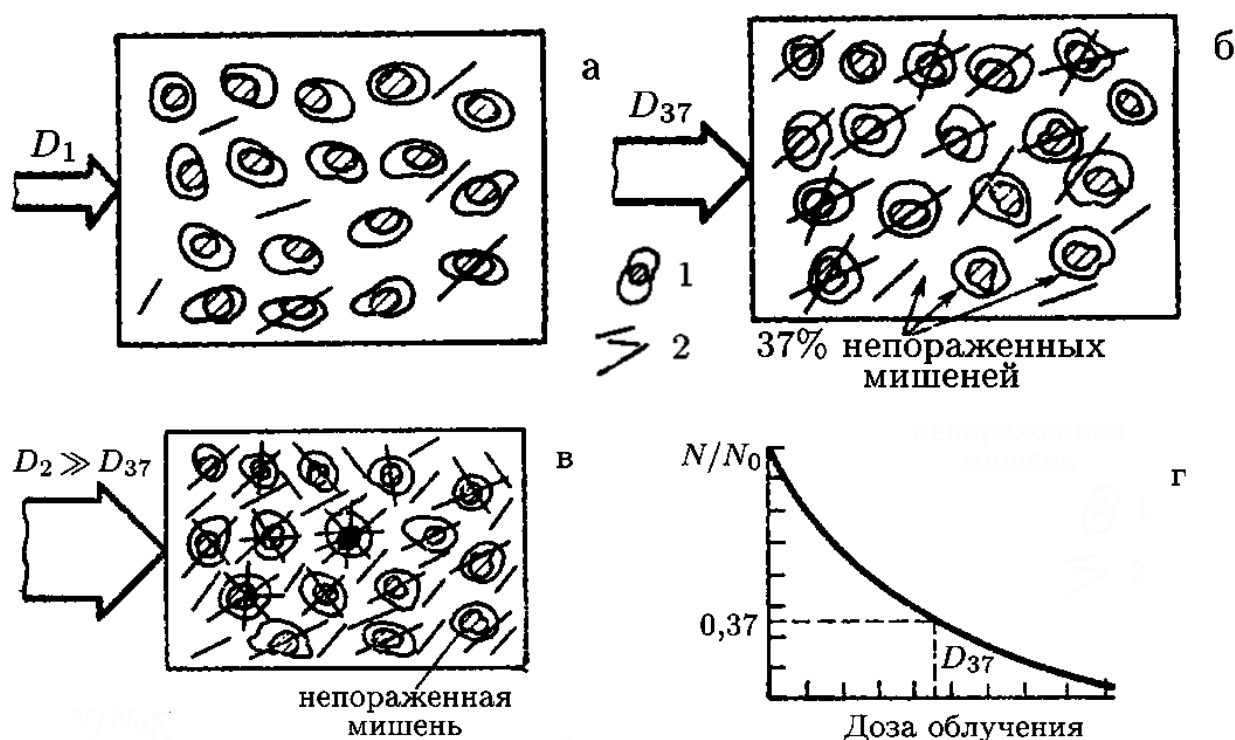 а
D₁
б
D₃₇
1
2
37% непораженных
мишеней
в
D₂ ≫ D₃₇
непораженная
мишень
г
N/N₀
0,37
D₃₇
Доза облучения